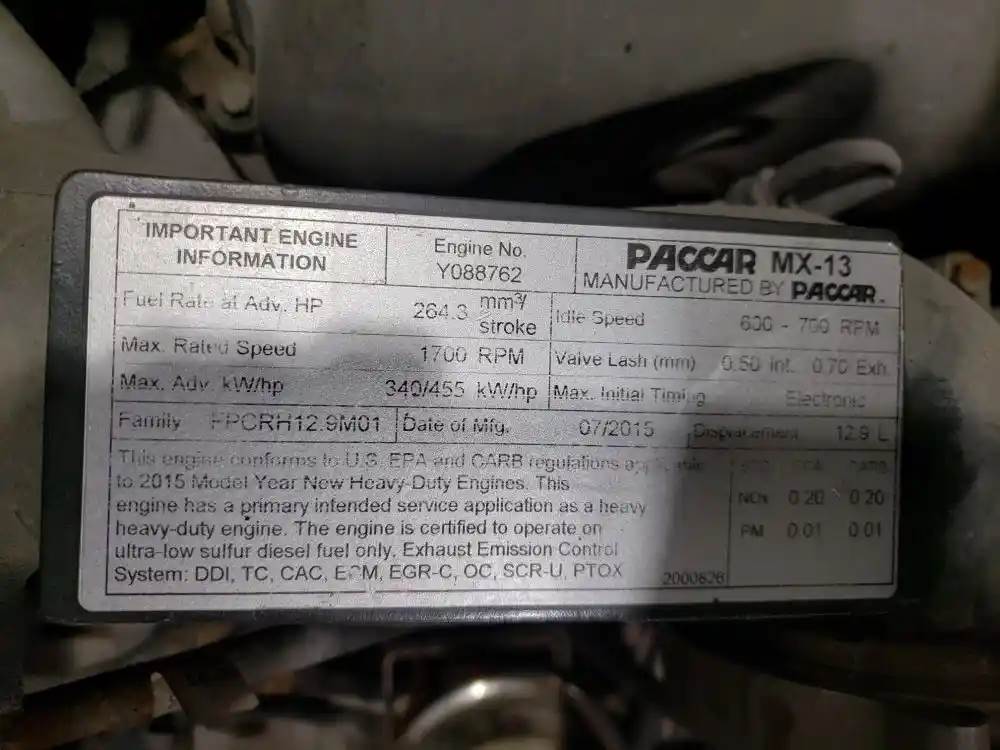 IMPORTANT ENGINE
INFORMATION
Engine No.
Y088762
PACCAR MX-13
MANUFACTURED BY PACCAR
Fuel Rate at Adv. HP 264.3 mm³/
stroke
Idle Speed 600 - 700 RPM
Max. Rated Speed 1700 RPM
Valve Lash (mm) 0.50 Int. 0.70 Exh.
Max. Adv. kW/hp 340/455 kW/hp
Max. Initial Timing Electronic
Family FPCRH12.9M01
Date of Mfg. 07/2015
Displacement 12.9 L
This engine conforms to U.S. EPA and CARB regulations applicable
to 2015 Model Year New Heavy-Duty Engines. This
engine has a primary intended service application as a heavy
heavy-duty engine. The engine is certified to operate on
ultra-low sulfur diesel fuel only. Exhaust Emission Control
System: DDI, TC, CAC, ECM, EGR-C, OC, SCR-U, PTOX
CARB
NOx 0.20 0.20
PM 0.01 0.01